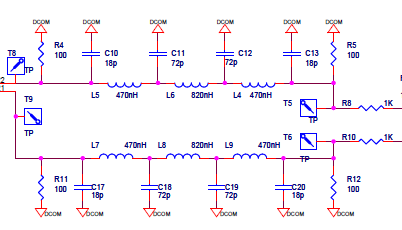 DCOM DCOM DCOM DCOM DCOM DCOM
T8 R4 C10 C11 C12 C13 R5
100 18p 72p 72p 18p 100
TP
2
1
L5 470nH L6 820nH L4 470nH
T9 T5 R8 1K
TP TP
T6 R10 1K
L7 470nH L8 820nH L9 470nH
TP
R11 C17 C18 C19 C20 R12
100 18p 72p 72p 18p 100
DCOM DCOM DCOM DCOM DCOM DCOM